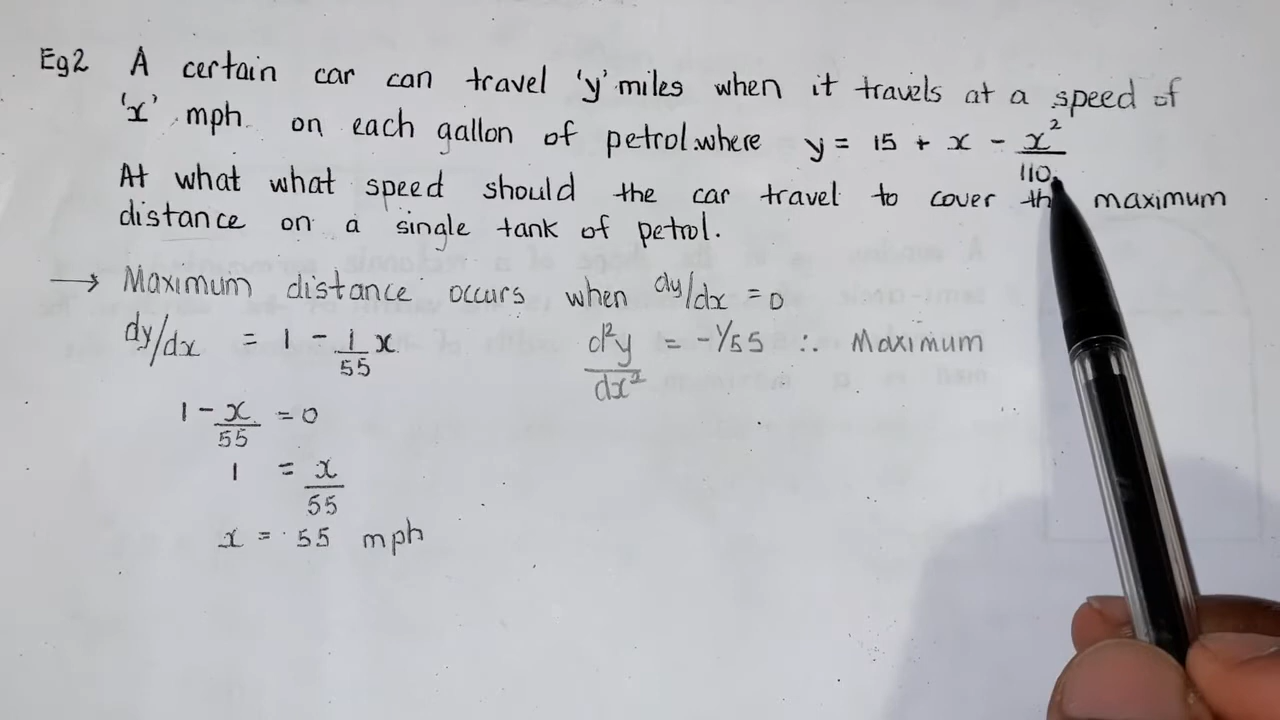 Eg2 A certain car can travel 'y' miles when it travels at a speed of
'x' mph on each gallon of petrol.where y = 15 + x - x²/110
At what what speed should the car travel to cover th maximum
distance on a single tank of petrol.
→ Maximum distance occurs when dy/dx = 0
dy/dx = 1 - 1/55 x
d²y/dx² = -1/55 ∴ Maximum
1 - x/55 = 0
1 = x/55
x = 55 mph